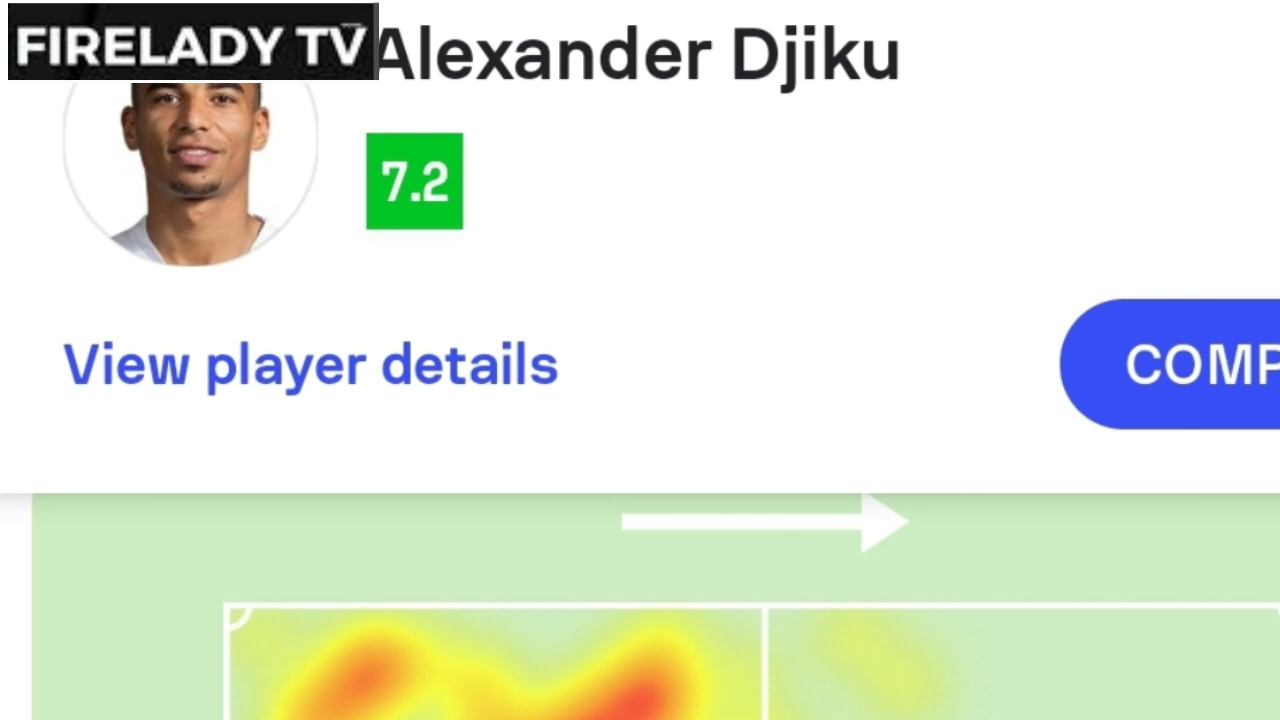 FIRELADY TV
Alexander Djiku
7.2
View player details
COMP